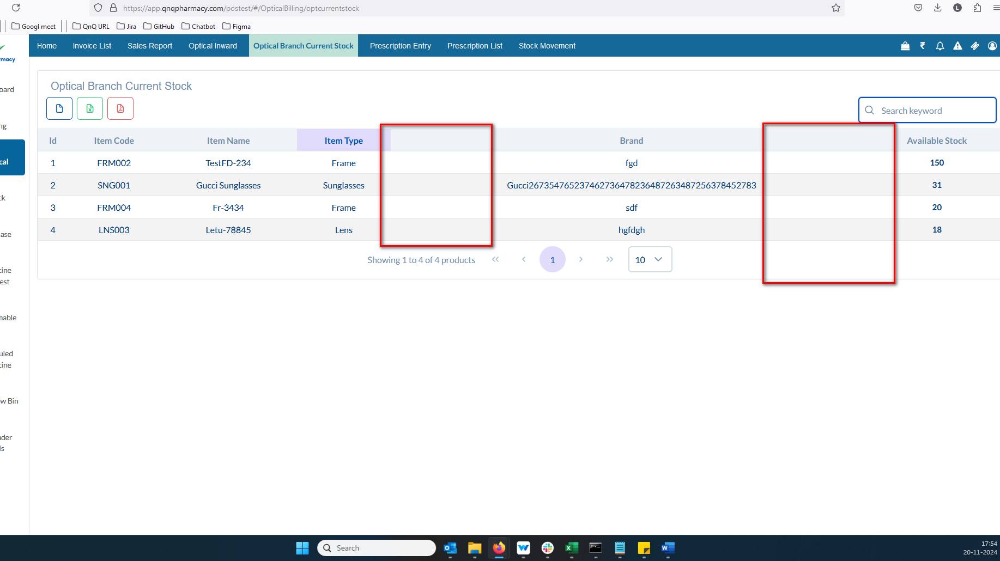 https://app.qnqpharmacy.com/postest/#/OpticalBilling/optcurrentstock
L
Googl meet QnQ URL Jira GitHub Chatbot Figma
Home Invoice List Sales Report Optical Inward Optical Branch Current Stock Prescription Entry Prescription List Stock Movement
macy
oard
ng
cal
ck
ase
cine
est
nable
uled
cine
ow Bin
nder
ls
Optical Branch Current Stock
Search keyword
Id Item Code Item Name Item Type Brand Available Stock
1 FRM002 TestFD-234 Frame fgd 150
2 SNG001 Gucci Sunglasses Sunglasses Gucci267354765237462736478236487263487256378452783 31
3 FRM004 Fr-3434 Frame sdf 20
4 LNS003 Letu-78845 Lens hgfdgh 18
Showing 1 to 4 of 4 products « ‹ 1 › » 10
Search
17:54
20-11-2024